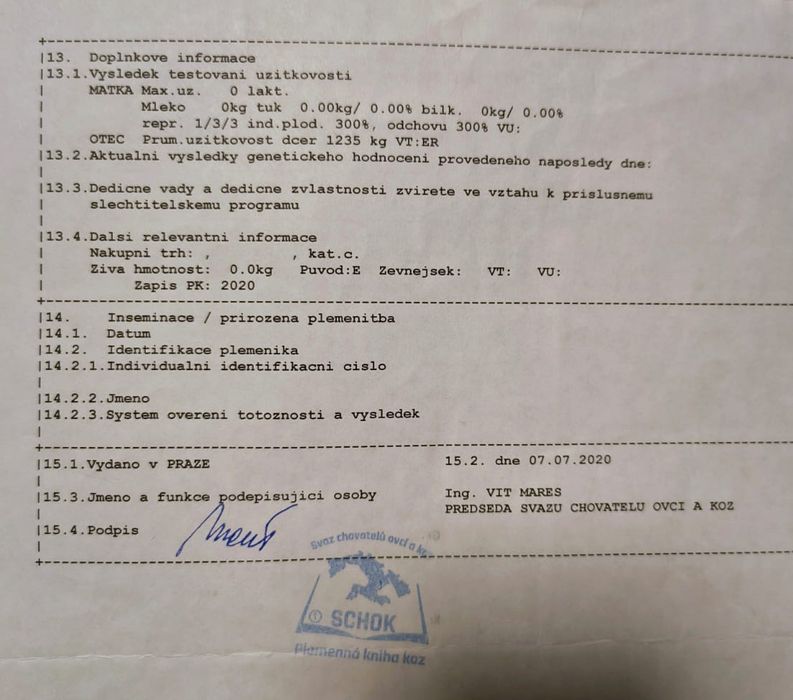 13. Doplnkove informace
13.1.Vysledek testovani uzitkovosti
MATKA Max.uz. 0 lakt.
Mleko 0kg tuk 0.00kg/ 0.00% bilk. 0kg/ 0.00%
repr. 1/3/3 ind.plod. 300%, odchovu 300% VU:
OTEC Prum.uzitkovost dcer 1235 kg VT:ER
13.2.Aktualni vysledky genetickeho hodnoceni provedeneho naposledy dne:
13.3.Dedicne vady a dedicne zvlastnosti zvirete ve vztahu k prislusnemu
slechtitelskemu programu
13.4.Dalsi relevantni informace
Nakupni trh: , , kat.c.
Ziva hmotnost: 0.0kg Puvod:E Zevnejsek: VT: VU:
Zapis PK: 2020
14. Inseminace / prirozena plemenitba
14.1. Datum
14.2. Identifikace plemenika
14.2.1.Individualni identifikacni cislo
14.2.2.Jmeno
14.2.3.System overeni totoznosti a vysledek
15.1.Vydano v PRAZE 15.2. dne 07.07.2020
15.3.Jmeno a funkce podepisujici osoby Ing. VIT MARES
PREDSEDA SVAZU CHOVATELU OVCI A KOZ
15.4.Podpis
Svaz chovatelů ovcí a
SCHOK
Plemenná kniha koz